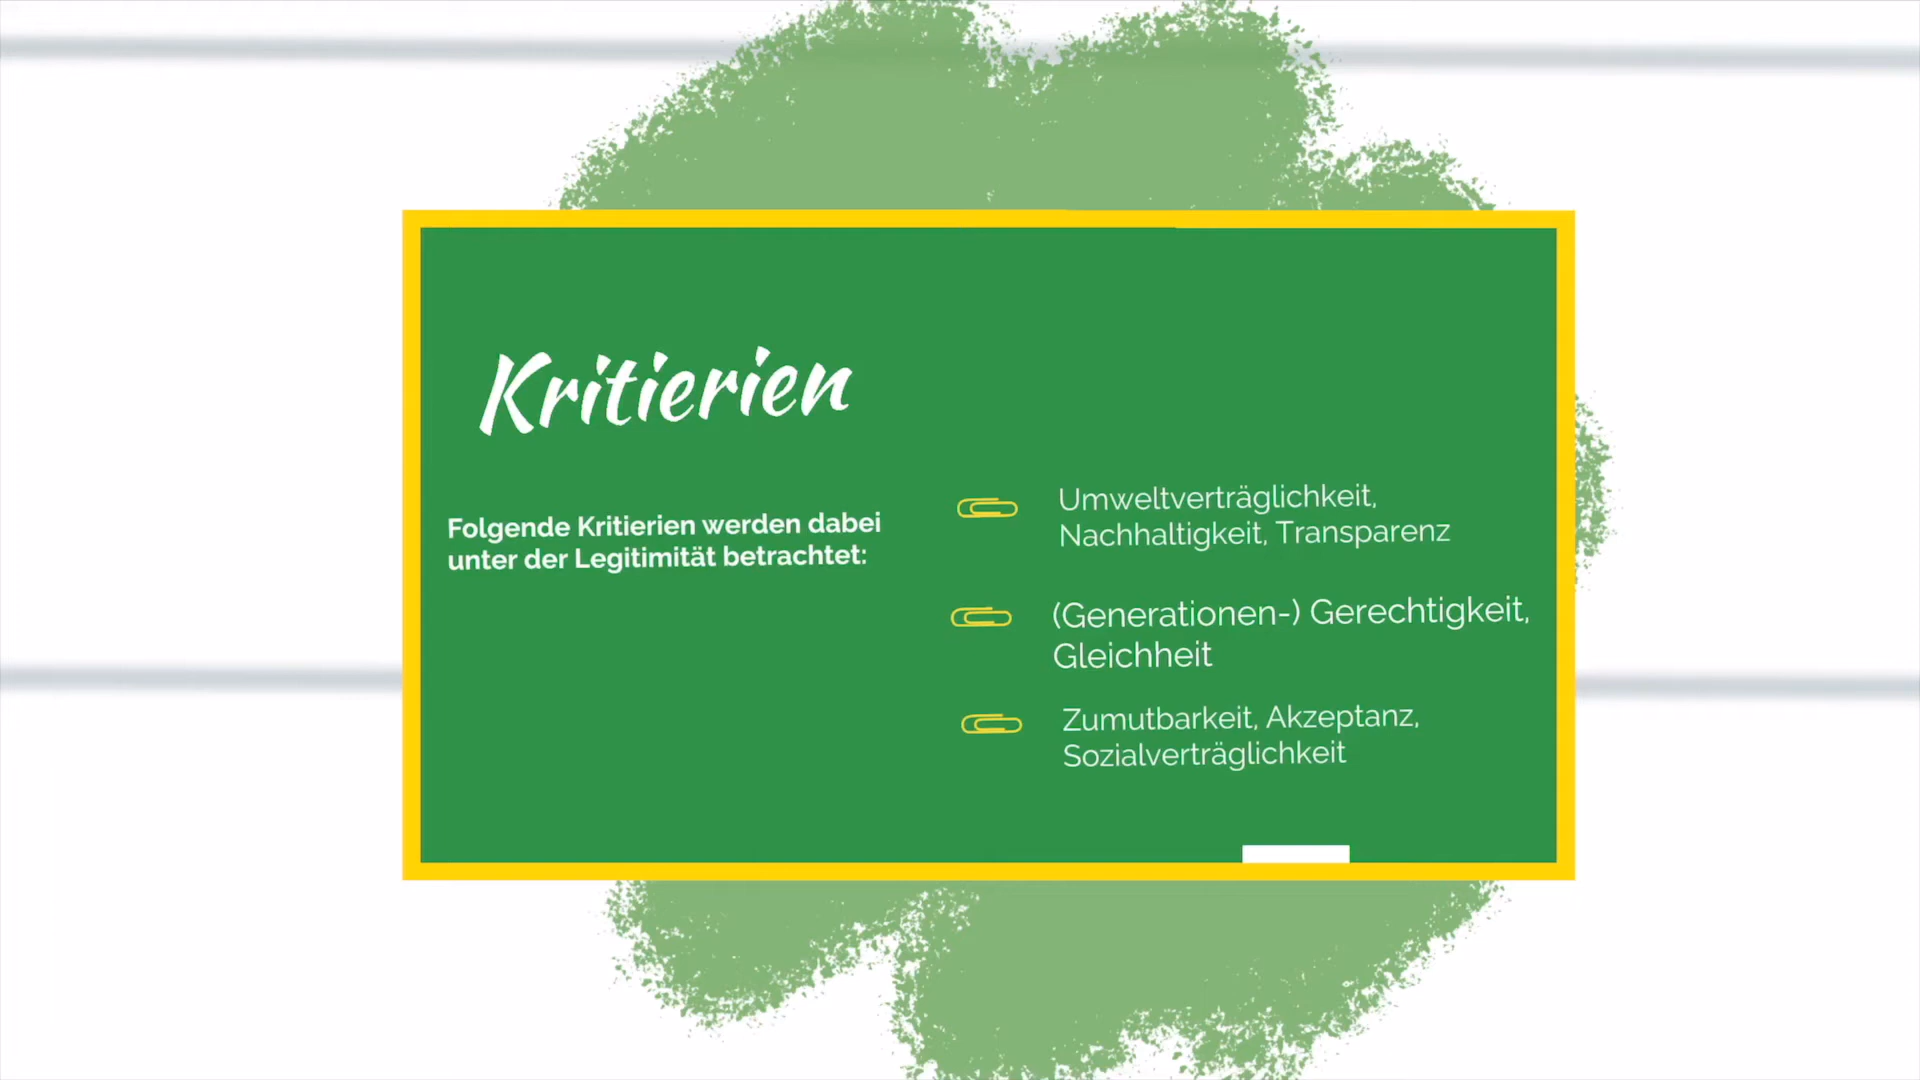 Kritierien
Folgende Kritierien werden dabei
unter der Legitimität betrachtet:
Umweltverträglichkeit,
Nachhaltigkeit, Transparenz
(Generationen-) Gerechtigkeit,
Gleichheit
Zumutbarkeit, Akzeptanz,
Sozialverträglichkeit